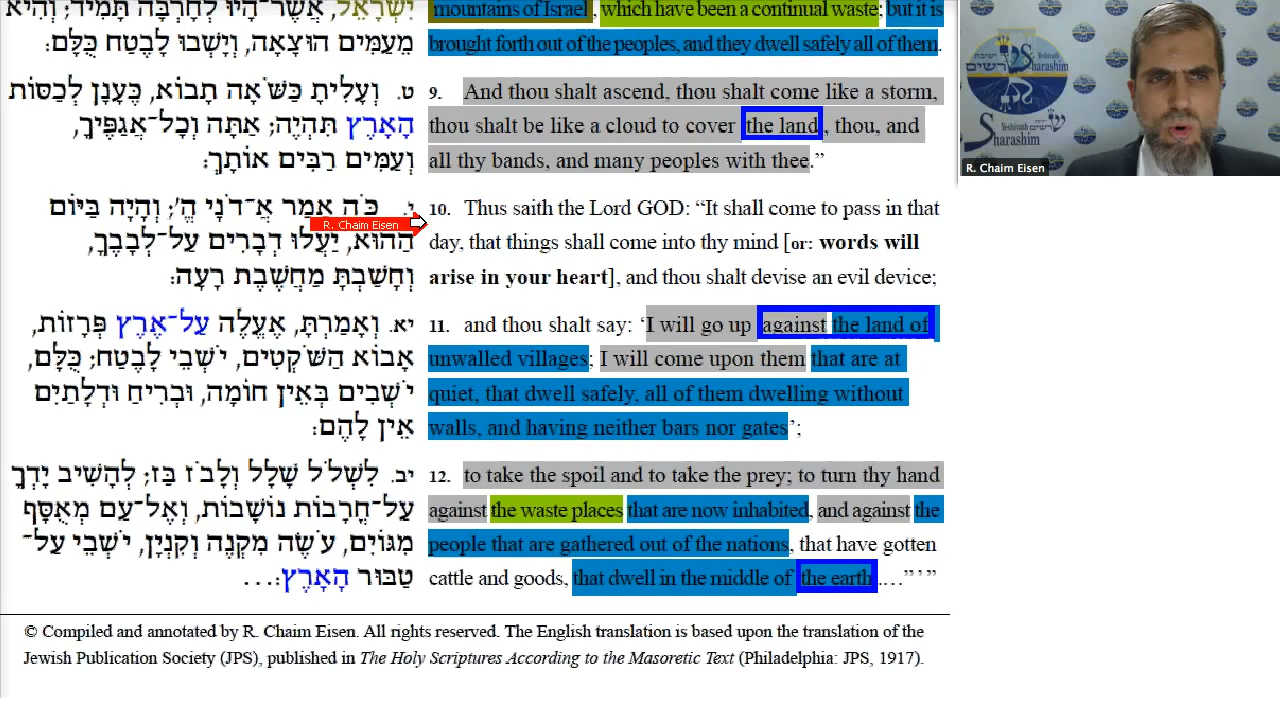 יִשְׂרָאֵל, אֲשֶׁר־הָיוּ לְחָרְבָּה תָּמִיד; וְהִיא
מֵעַמִּים הוּצָאָה, וְיָשְׁבוּ לָבֶטַח כֻּלָּם:
ט. וְעָלִיתָ כַּשֹּׁאָה תָבוֹא, כֶּעָנָן לְכַסּוֹת
הָאָרֶץ תִּהְיֶה; אַתָּה וְכָל־אֲגַפֶּיךָ,
וְעַמִּים רַבִּים אוֹתָךְ:
י. כֹּה אָמַר אֲ־דֹנָי הֱ'; וְהָיָה בַּיּוֹם
הַהוּא, יַעֲלוּ דְבָרִים עַל־לְבָבֶךָ,
וְחָשַׁבְתָּ מַחֲשֶׁבֶת רָעָה:
יא. וְאָמַרְתָּ, אֶעֱלֶה עַל־אֶרֶץ פְּרָזוֹת,
אָבוֹא הַשֹּׁקְטִים, יֹשְׁבֵי לָבֶטַח; כֻּלָּם,
יֹשְׁבִים בְּאֵין חוֹמָה, וּבְרִיחַ וּדְלָתַיִם
אֵין לָהֶם:
יב. לִשְׁלֹל שָׁלָל וְלָבֹז בַּז; לְהָשִׁיב יָדְךָ
עַל־חֳרָבוֹת נוֹשָׁבוֹת, וְאֶל־עַם מְאֻסָּף
מִגּוֹיִם, עֹשֶׂה מִקְנֶה וְקִנְיָן, יֹשְׁבֵי עַל־
טַבּוּר הָאָרֶץ:…
R. Chaim Eisen
mountains of Israel, which have been a continual waste; but it is
brought forth out of the peoples, and they dwell safely all of them.
9. And thou shalt ascend, thou shalt come like a storm,
thou shalt be like a cloud to cover the land, thou, and
all thy bands, and many peoples with thee.”
10. Thus saith the Lord GOD: “It shall come to pass in that
day, that things shall come into thy mind [or: words will
arise in your heart], and thou shalt devise an evil device;
11. and thou shalt say: ‘I will go up against the land of
unwalled villages; I will come upon them that are at
quiet, that dwell safely, all of them dwelling without
walls, and having neither bars nor gates’;
12. to take the spoil and to take the prey; to turn thy hand
against the waste places that are now inhabited, and against the
people that are gathered out of the nations, that have gotten
cattle and goods, that dwell in the middle of the earth.…”’”
© Compiled and annotated by R. Chaim Eisen. All rights reserved. The English translation is based upon the translation of the
Jewish Publication Society (JPS), published in The Holy Scriptures According to the Masoretic Text (Philadelphia: JPS, 1917).
ישיבת
שרשים
Yeshivath
Sharashim
Yeshivath
Sharashim
R. Chaim Eisen